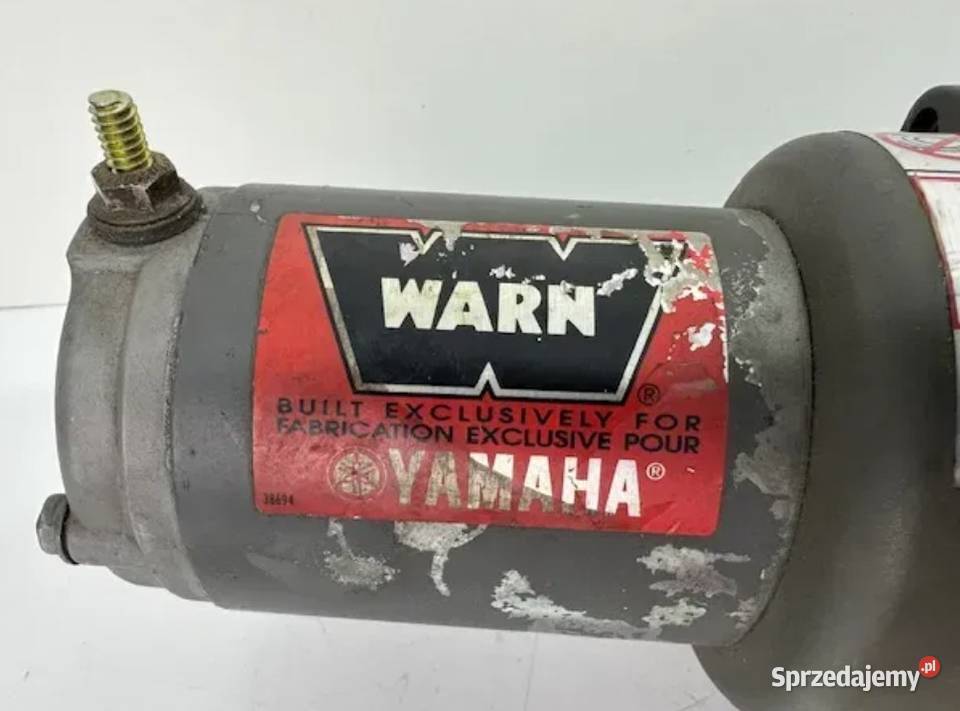 WARN
®
BUILT EXCLUSIVELY FOR
FABRICATION EXCLUSIVE POUR
YAMAHA®
38694
Sprzedajemy.pl